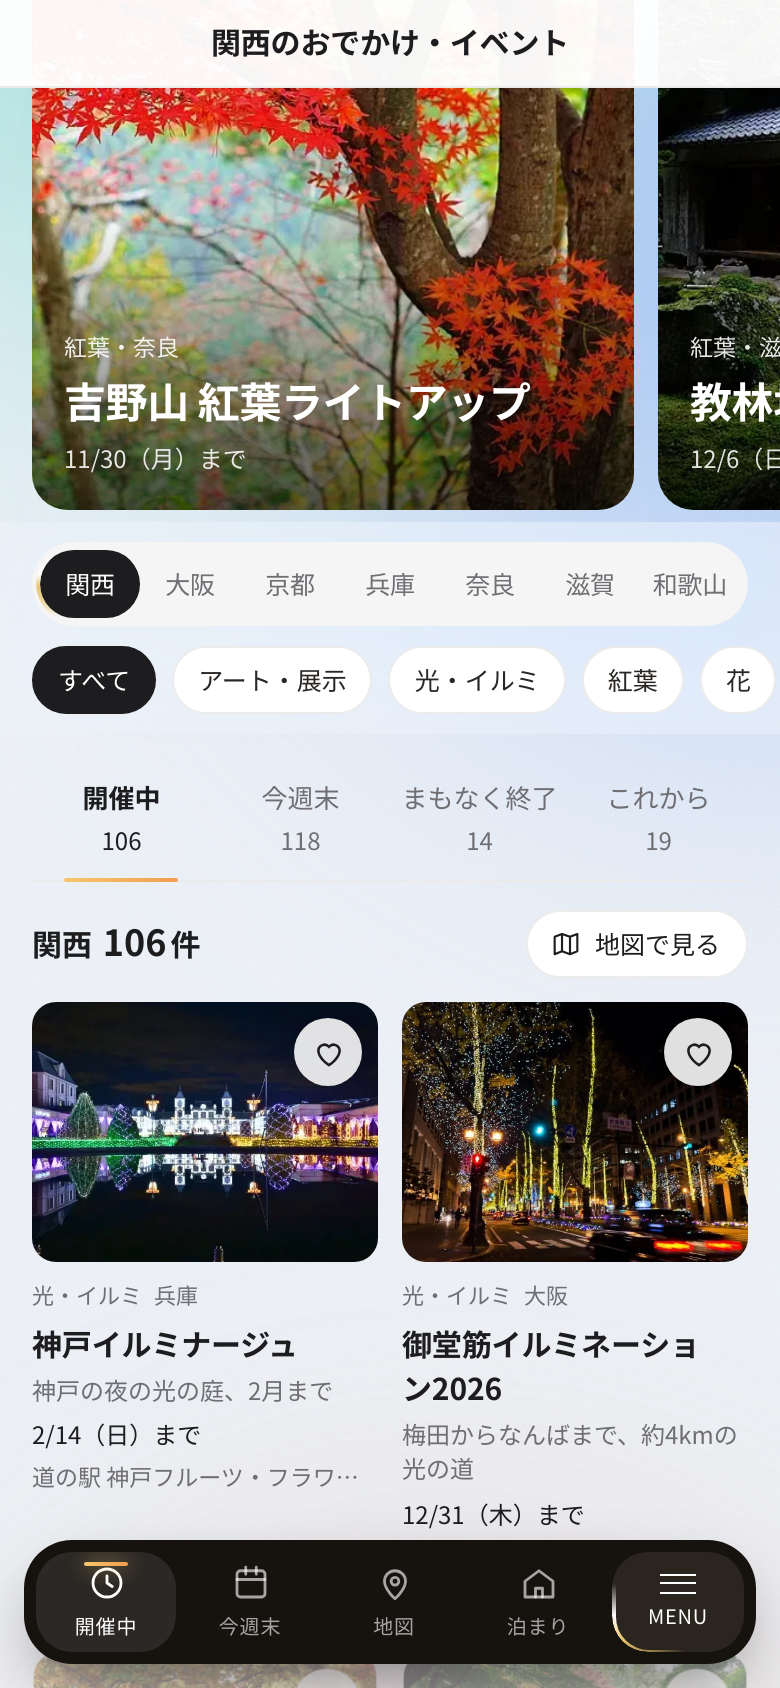 関西のおでかけ・イベント
紅葉・奈良
吉野山 紅葉ライトアップ
11/30（月）まで
紅葉・滋
教林
12/6（日
関西
大阪
京都
兵庫
奈良
滋賀
和歌山
すべて
アート・展示
光・イルミ
紅葉
花
開催中
106
今週末
118
まもなく終了
14
これから
19
関西 106件
地図で見る
光・イルミ 兵庫
神戸イルミナージュ
神戸の夜の光の庭、2月まで
2/14（日）まで
道の駅 神戸フルーツ・フラワ…
光・イルミ 大阪
御堂筋イルミネーショ
ン2026
梅田からなんばまで、約4kmの
光の道
12/31（木）まで
開催中
今週末
地図
泊まり
MENU